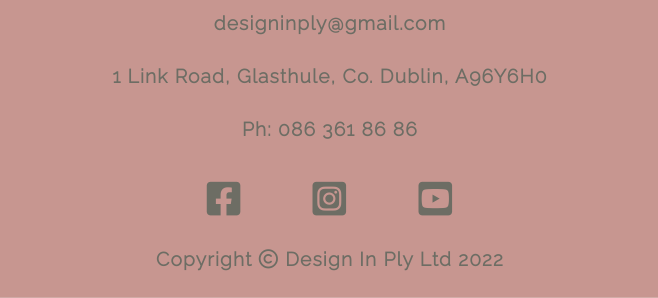 designinply@gmail.com
1 Link Road, Glasthule, Co. Dublin, A96Y6H0
Ph: 086 361 86 86
Copyright © Design In Ply Ltd 2022